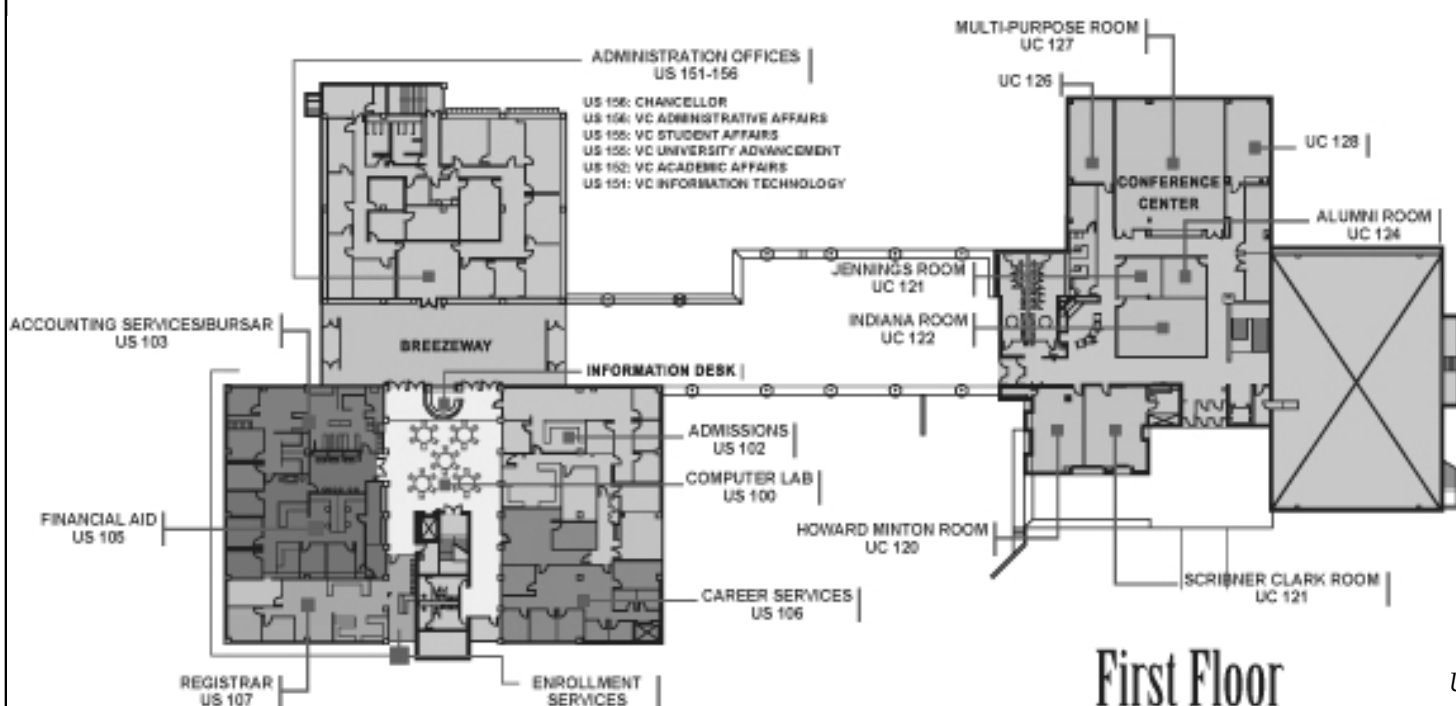 MULTI-PURPOSE ROOM
UC 127
ADMINISTRATION OFFICES
US 151-156
UC 126
US 156: CHANCELLOR
US 156: VC ADMINISTRATIVE AFFAIRS
US 155: VC STUDENT AFFAIRS
US 155: VC UNIVERSITY ADVANCEMENT
US 152: VC ACADEMIC AFFAIRS
US 151: VC INFORMATION TECHNOLOGY
UC 128
CONFERENCE
CENTER
ALUMNI ROOM
UC 124
JENNINGS ROOM
UC 121
INDIANA ROOM
UC 122
ACCOUNTING SERVICES/BURSAR
US 103
BREEZEWAY
INFORMATION DESK
ADMISSIONS
US 102
COMPUTER LAB
US 100
FINANCIAL AID
US 105
HOWARD MINTON ROOM
UC 120
SCRIBNER CLARK ROOM
UC 121
CAREER SERVICES
US 106
REGISTRAR
US 107
ENROLLMENT
SERVICES
First Floor
U